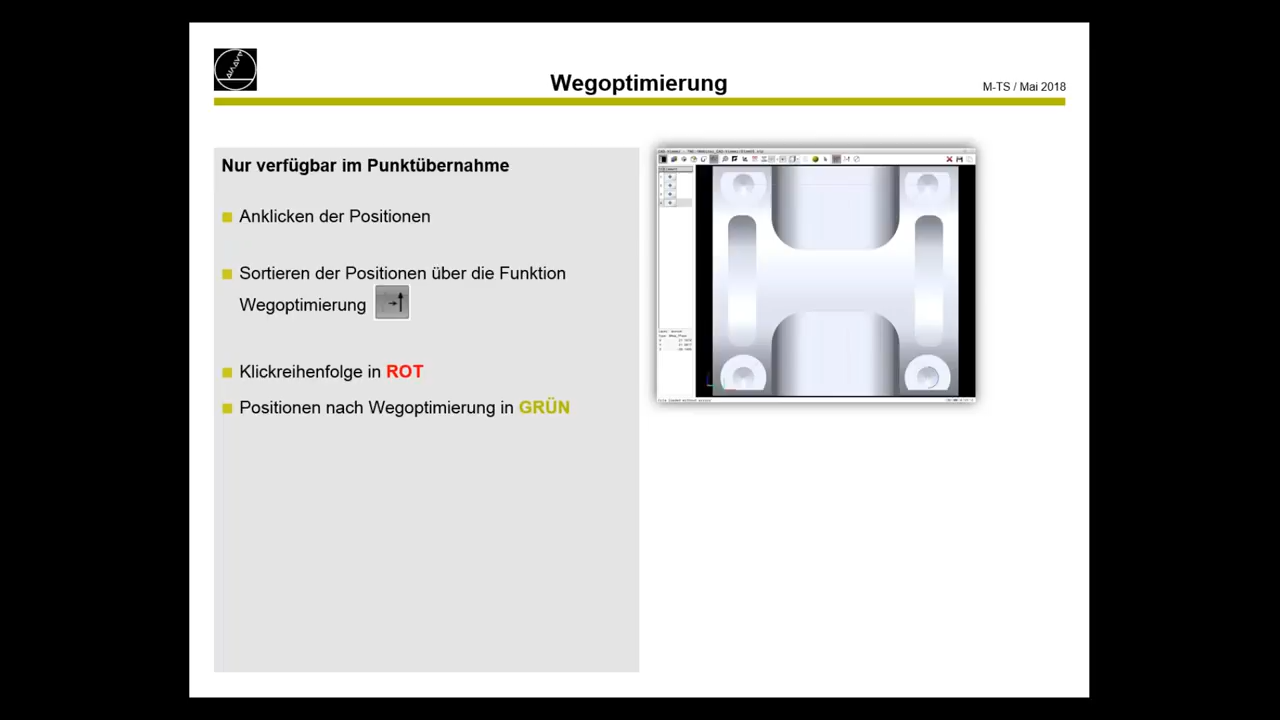 Wegoptimierung
M-TS / Mai 2018
Nur verfügbar im Punktübernahme
Anklicken der Positionen
Sortieren der Positionen über die Funktion
Wegoptimierung
Klickreihenfolge in ROT
Positionen nach Wegoptimierung in GRÜN